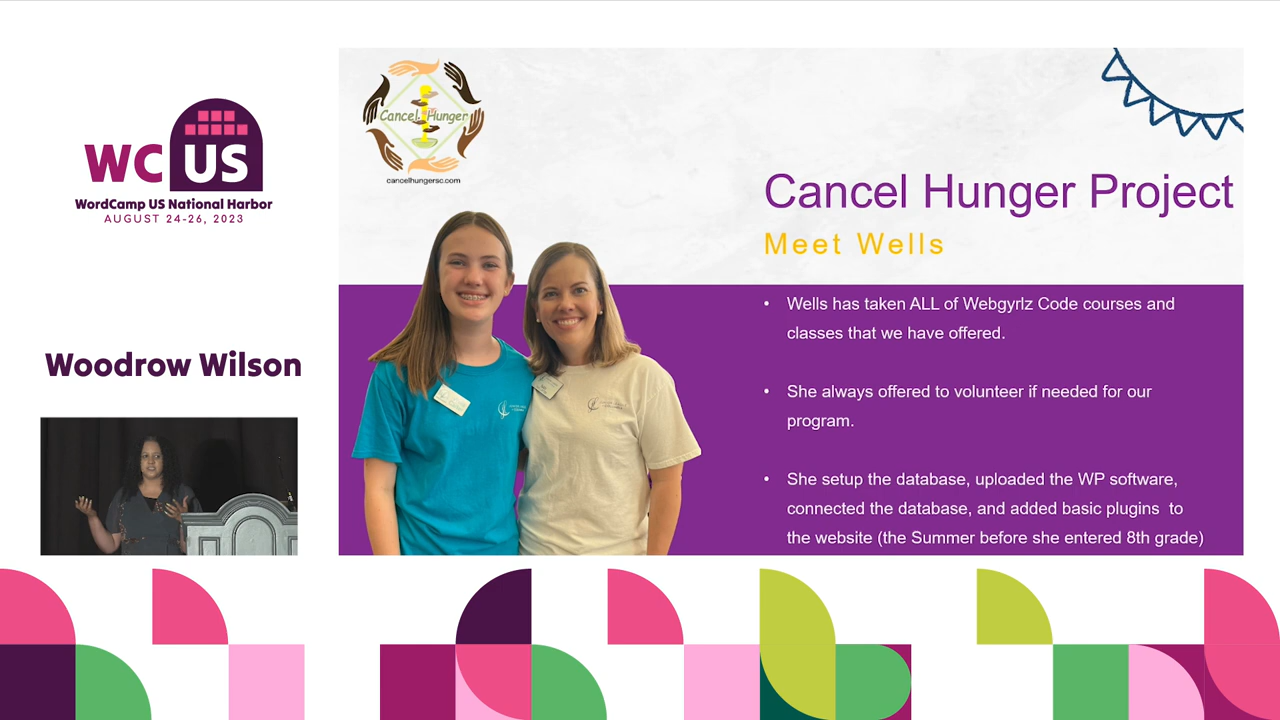 WC US
WordCamp US National Harbor
AUGUST 24-26, 2023
Woodrow Wilson
Cancel Hunger
cancelhungersc.com
Cancel Hunger Project
Meet Wells
• Wells has taken ALL of Webgyrlz Code courses and
classes that we have offered.
• She always offered to volunteer if needed for our
program.
• She setup the database, uploaded the WP software,
connected the database, and added basic plugins to
the website (the Summer before she entered 8th grade)